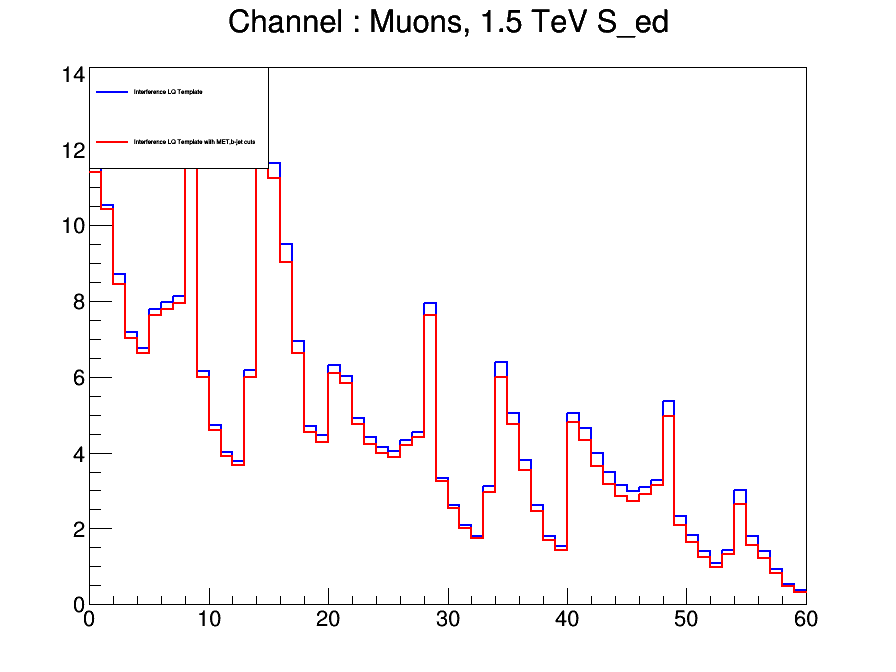 Channel : Muons, 1.5 TeV S_ed
14
Interference LQ Template
Interference LQ Template with MET,b-jet cuts
12
10
8
6
4
2
0
0 10 20 30 40 50 60